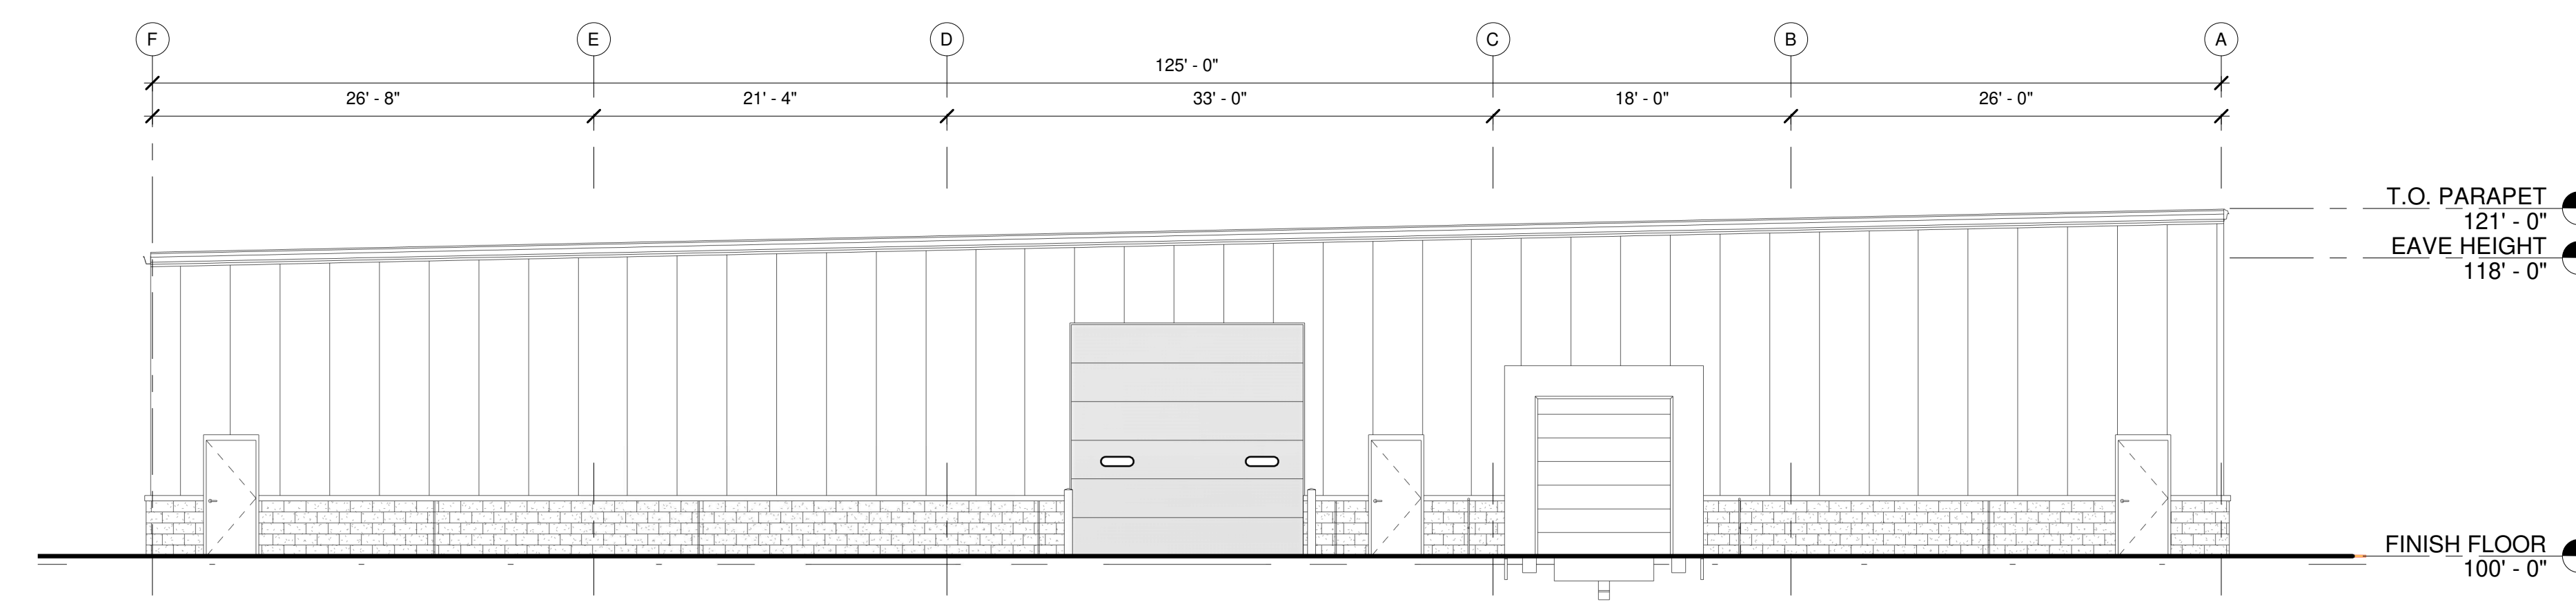 F E D C B A
125' - 0"
26' - 8" 21' - 4" 33' - 0" 18' - 0" 26' - 0"
T.O. PARAPET
121' - 0"
EAVE HEIGHT
118' - 0"
FINISH FLOOR
100' - 0"